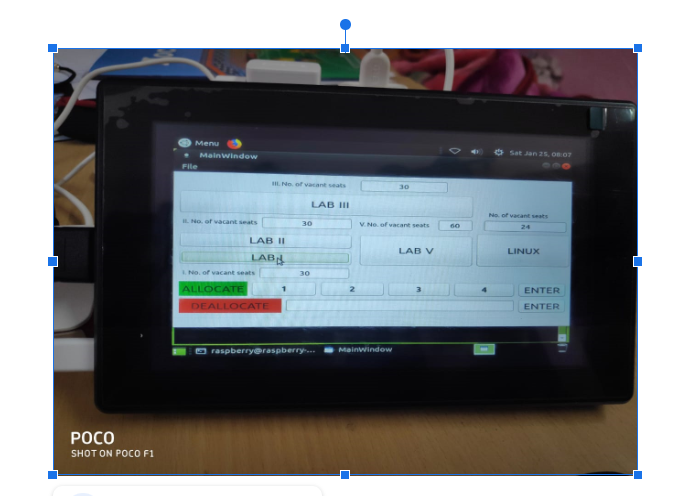 Menu
MainWindow
Sat Jan 25, 08:07
File
III. No. of vacant seats 30
LAB III
No. of vacant seats
II. No. of vacant seats 30 V. No. of vacant seats 60 24
LAB II
LAB V LINUX
LAB I
I. No. of vacant seats 30
ALLOCATE 1 2 3 4 ENTER
DEALLOCATE ENTER
raspberry@raspberry-... MainWindow
POCO
SHOT ON POCO F1